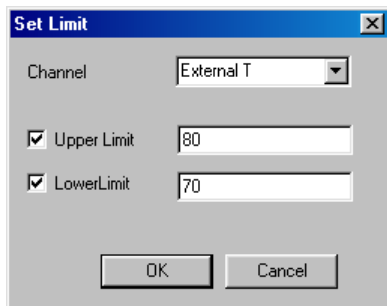 Set Limit
Channel External T
Upper Limit 80
LowerLimit 70
OK Cancel